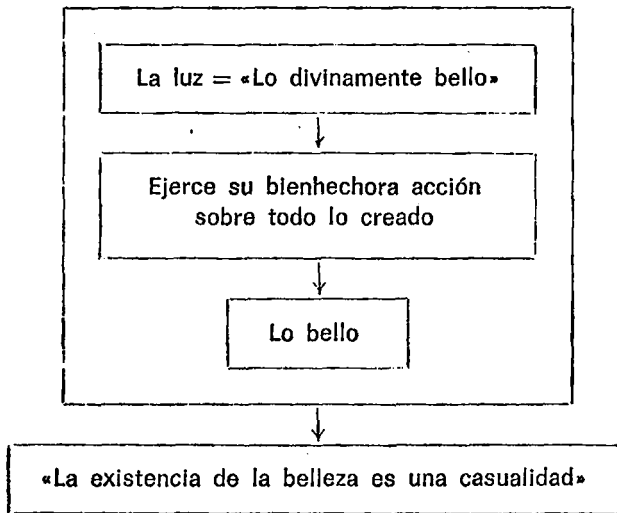 La luz = «Lo divinamente bello»
Ejerce su bienhechora acción
sobre todo lo creado
Lo bello
«La existencia de la belleza es una casualidad»